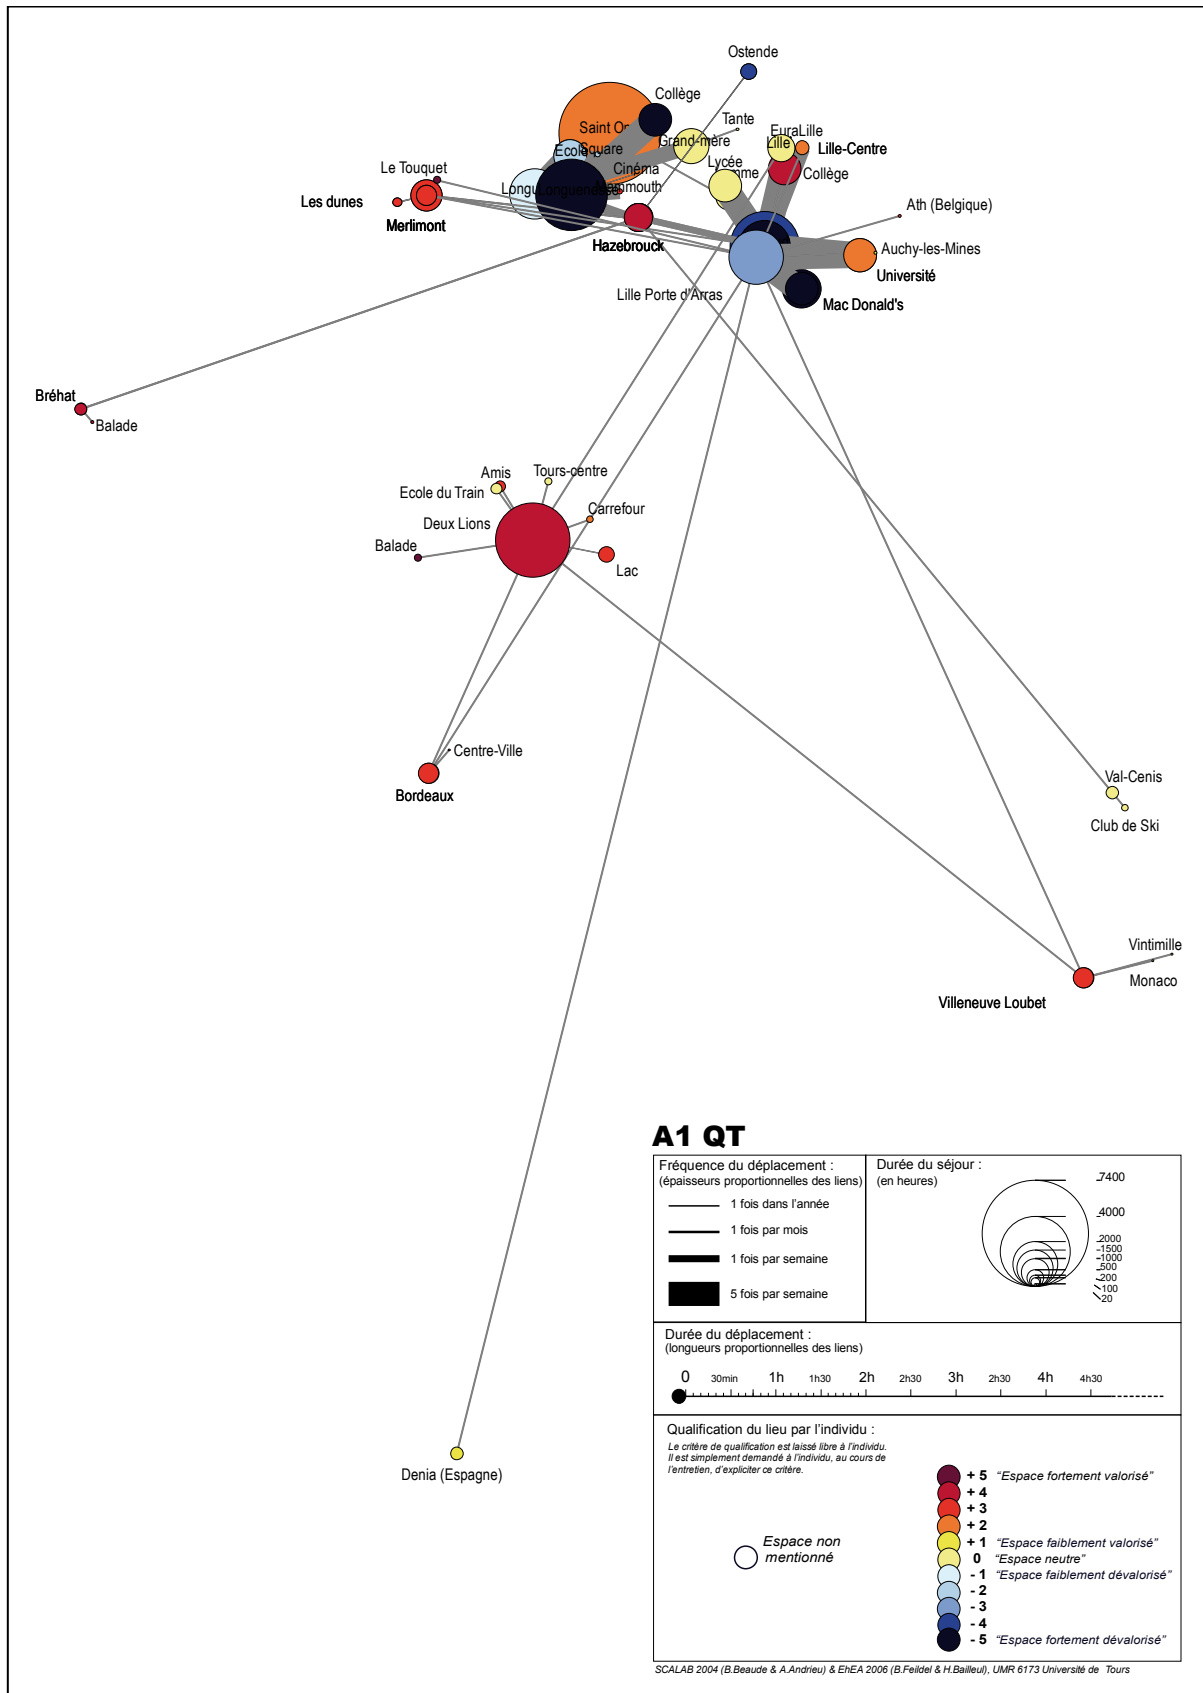 Ostende
Collège
Tante
EuraLille
Saint O
Lille
Lille-Centre
Grand-mère
Ecole
Square
Lycée
Collège
Cinéma
Le Touquet
Longu
Longuenesse
Mammouth
Les dunes
Merlimont
Ath (Belgique)
Hazebrouck
Auchy-les-Mines
Université
Lille Porte d'Arras
Mac Donald's
Bréhat
Balade
Amis
Tours-centre
Ecole du Train
Carrefour
Deux Lions
Balade
Lac
Centre-Ville
Bordeaux
Val-Cenis
Club de Ski
Vintimille
Monaco
Villeneuve Loubet
Denia (Espagne)
A1 QT
Fréquence du déplacement :
(épaisseurs proportionnelles des liens)
1 fois dans l'année
1 fois par mois
1 fois par semaine
5 fois par semaine
Durée du séjour :
(en heures)
7400
4000
2000
1500
1000
500
200
100
20
Durée du déplacement :
(longueurs proportionnelles des liens)
0 30min 1h 1h30 2h 2h30 3h 2h30 4h 4h30
Qualification du lieu par l'individu :
Le critère de qualification est laissé libre à l'individu.
Il est simplement demandé à l'individu, au cours de
l'entretien, d'expliciter ce critère.
Espace non
mentionné
+ 5 "Espace fortement valorisé"
+ 4
+ 3
+ 2
+ 1 "Espace faiblement valorisé"
0 "Espace neutre"
- 1 "Espace faiblement dévalorisé"
- 2
- 3
- 4
- 5 "Espace fortement dévalorisé"
SCALAB 2004 (B.Beaude & A.Andrieu) & EhEA 2006 (B.Feildel & H.Bailleul), UMR 6173 Université de Tours